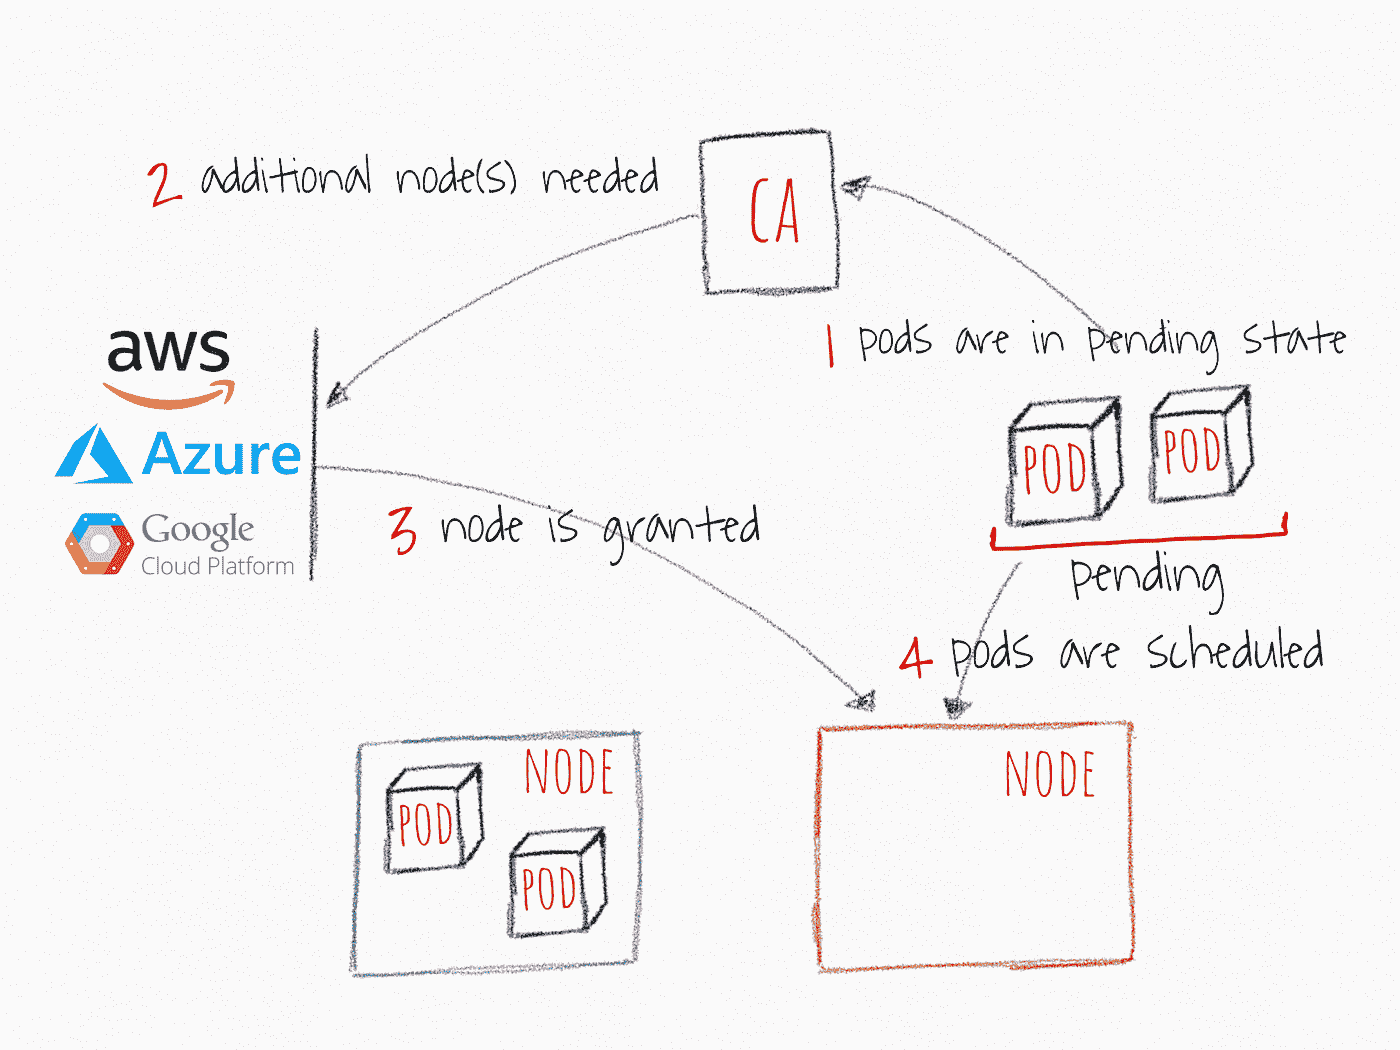 2 additional node(s) needed
CA
1 pods are in pending state
aws
Azure
Google
Cloud Platform
POD
POD
3 node is granted
pending
4 pods are scheduled
NODE
POD
POD
NODE